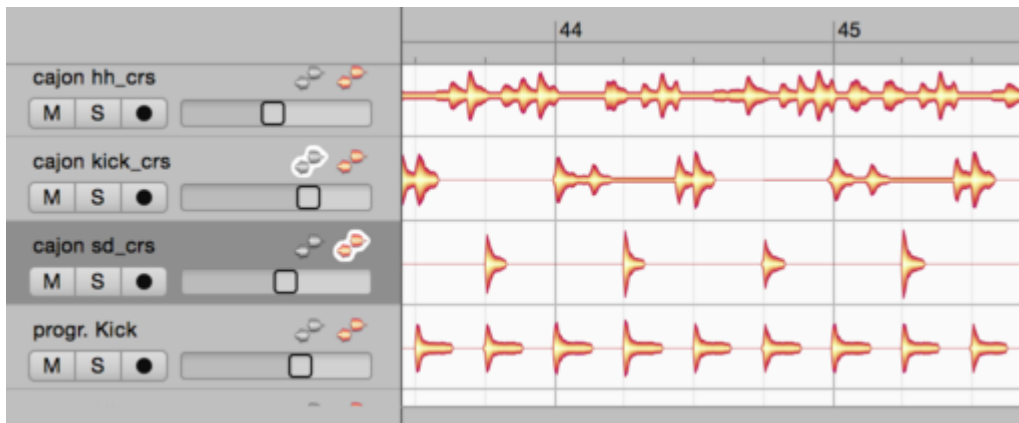 44 45
cajon hh_crs
M S
cajon kick_crs
M S
cajon sd_crs
M S
progr. Kick
M S